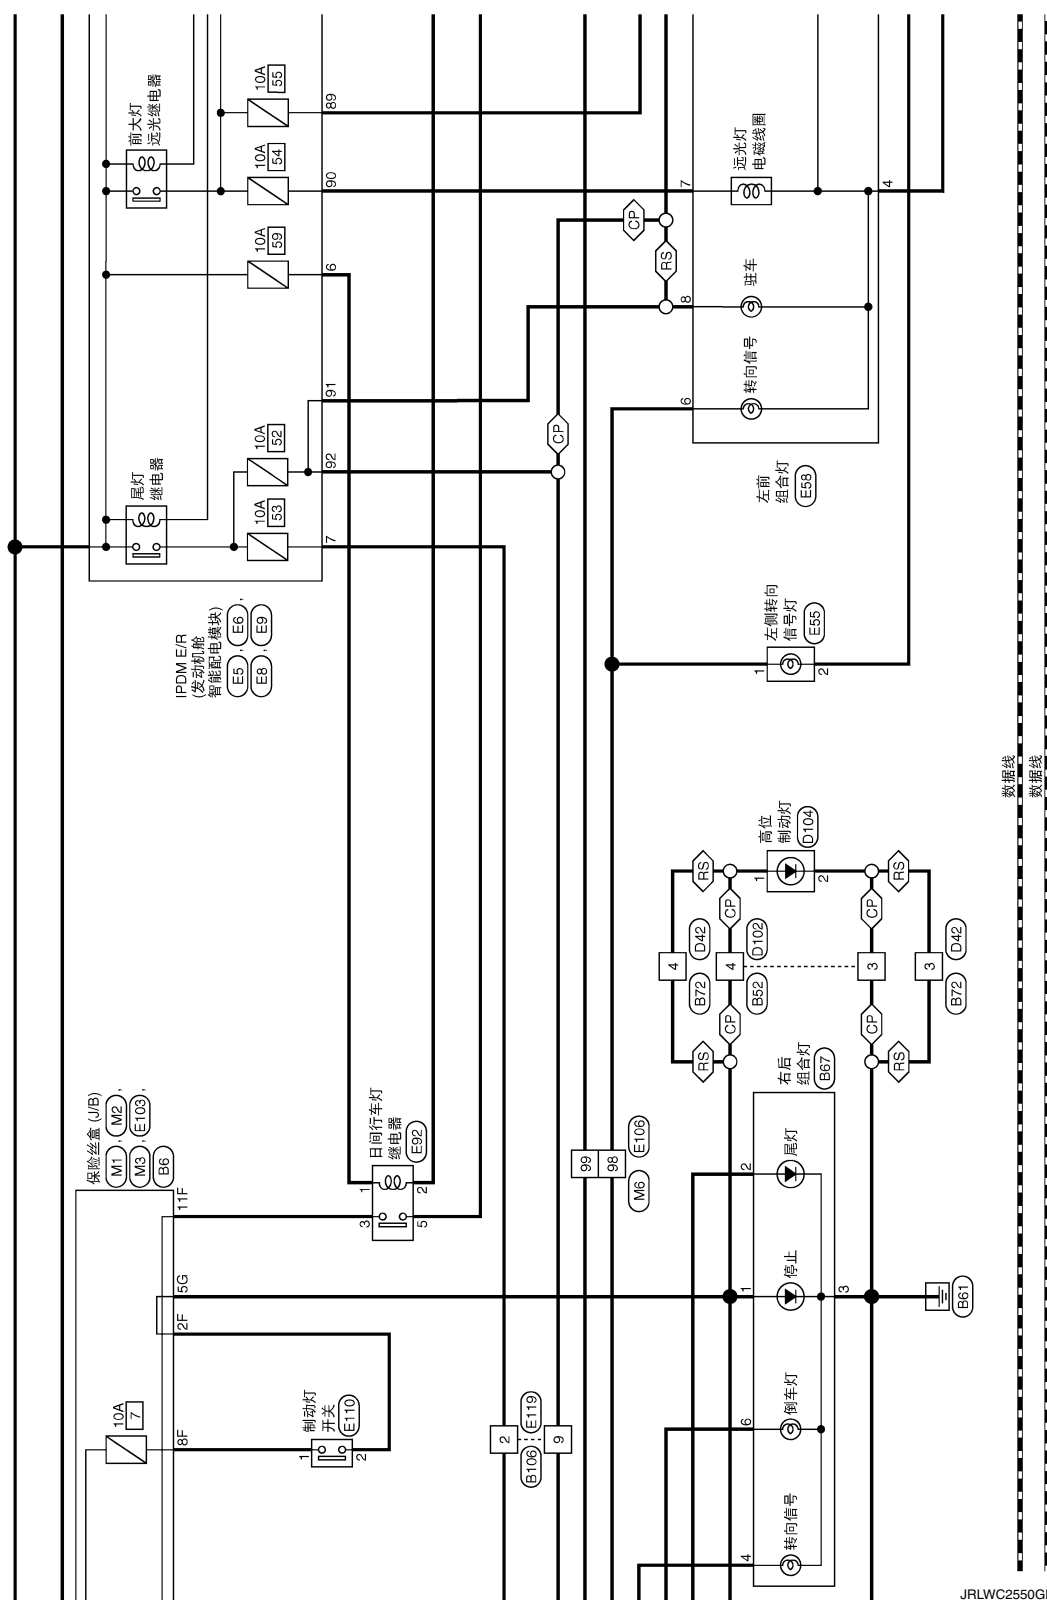 前大灯
远光继电器
10A
55
89
10A
54
90
10A
59
6
91
尾灯
继电器
10A
52
92
10A
53
7
IPDM E/R
(发动机舱
智能配电模块)
E5, E6,
E8, E9
CP
RS
CP
7
远光灯
电磁线圈
4
8
驻车
6
转向信号
左前
组合灯
E58
左侧转向
信号灯
E55
1
2
数据线
数据线
高位
制动灯
D104
1
2
RS
CP
CP
RS
4
D42
B72
4
D102
B52
3
3
D42
B72
RS
CP
CP
RS
右后
组合灯
B67
2
尾灯
1
停止
3
B61
6
倒车灯
4
转向信号
99
98
E106
M6
2
9
E119
B106
日间行车灯
继电器
E92
1
2
3
5
保险丝盒 (J/B)
M1, M2,
M3, E103,
B6
11F
5G
2F
10A
7
8F
制动灯
开关
E110
1
2
JRLWC2550G